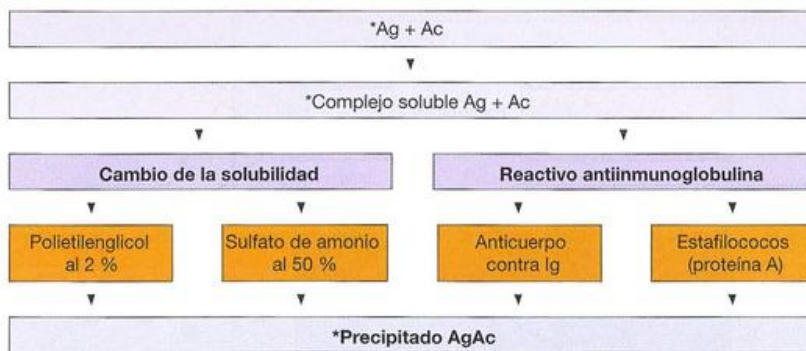 *Ag + Ac
*Complejo soluble Ag + Ac
Cambio de la solubilidad
Reactivo antiinmunoglobulina
Polietilenglicol
al 2 %
Sulfato de amonio
al 50 %
Anticuerpo
contra Ig
Estafilococos
(proteína A)
*Precipitado AgAc